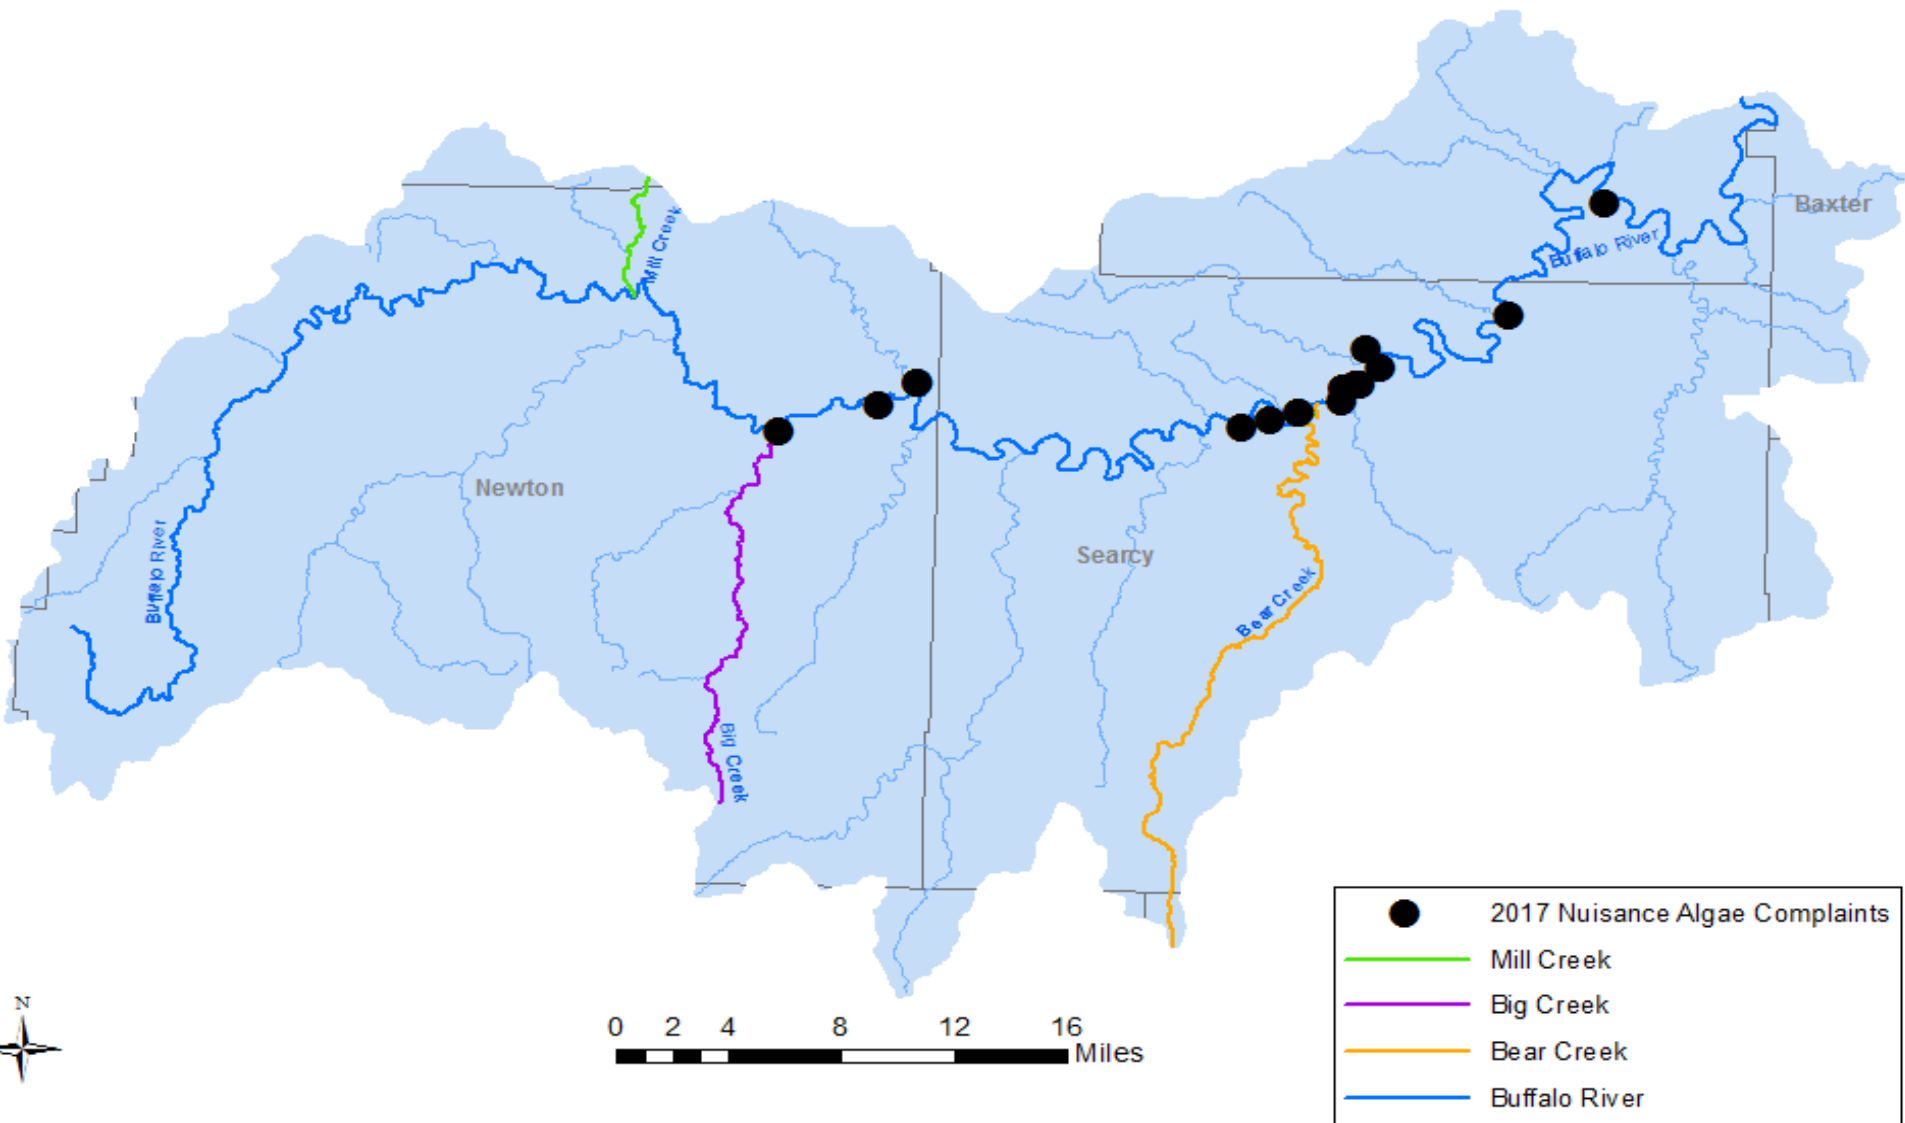 Baxter
Mill Creek
Buffalo River
Newton
Searcy
Buffalo River
Bear Creek
Big Creek
N
0 2 4 8 12 16
Miles
2017 Nuisance Algae Complaints
Mill Creek
Big Creek
Bear Creek
Buffalo River